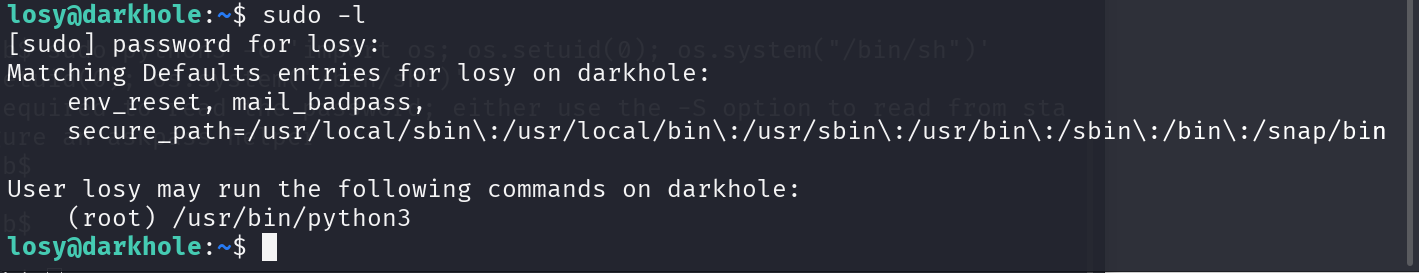 losy@darkhole:~$ sudo -l
[sudo] password for losy:
Matching Defaults entries for losy on darkhole:
    env_reset, mail_badpass,
    secure_path=/usr/local/sbin\:/usr/local/bin\:/usr/sbin\:/usr/bin\:/sbin\:/bin\:/snap/bin

User losy may run the following commands on darkhole:
    (root) /usr/bin/python3
losy@darkhole:~$